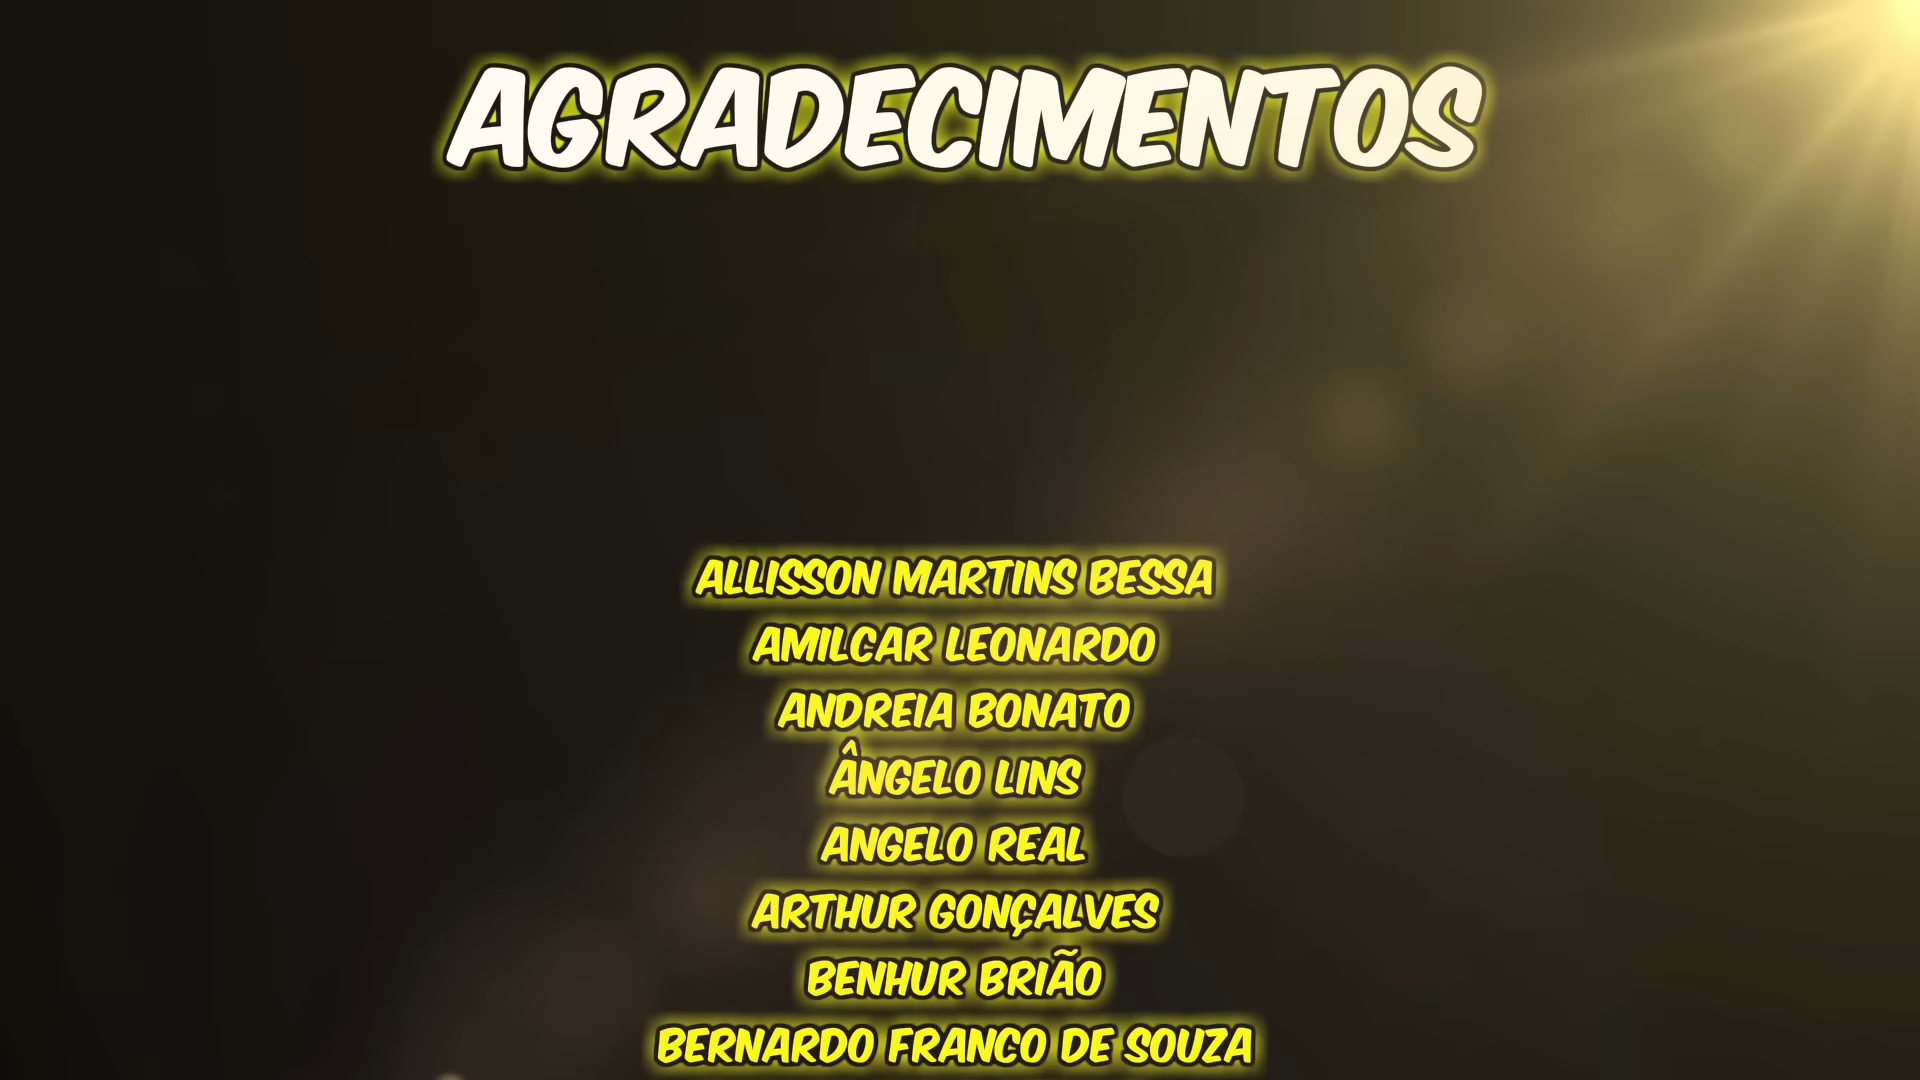 AGRADECIMENTOS
ALLISSON MARTINS BESSA
AMILCAR LEONARDO
ANDREIA BONATO
ÂNGELO LINS
ANGELO REAL
ARTHUR GONÇALVES
BENHUR BRIÃO
BERNARDO FRANCO DE SOUZA